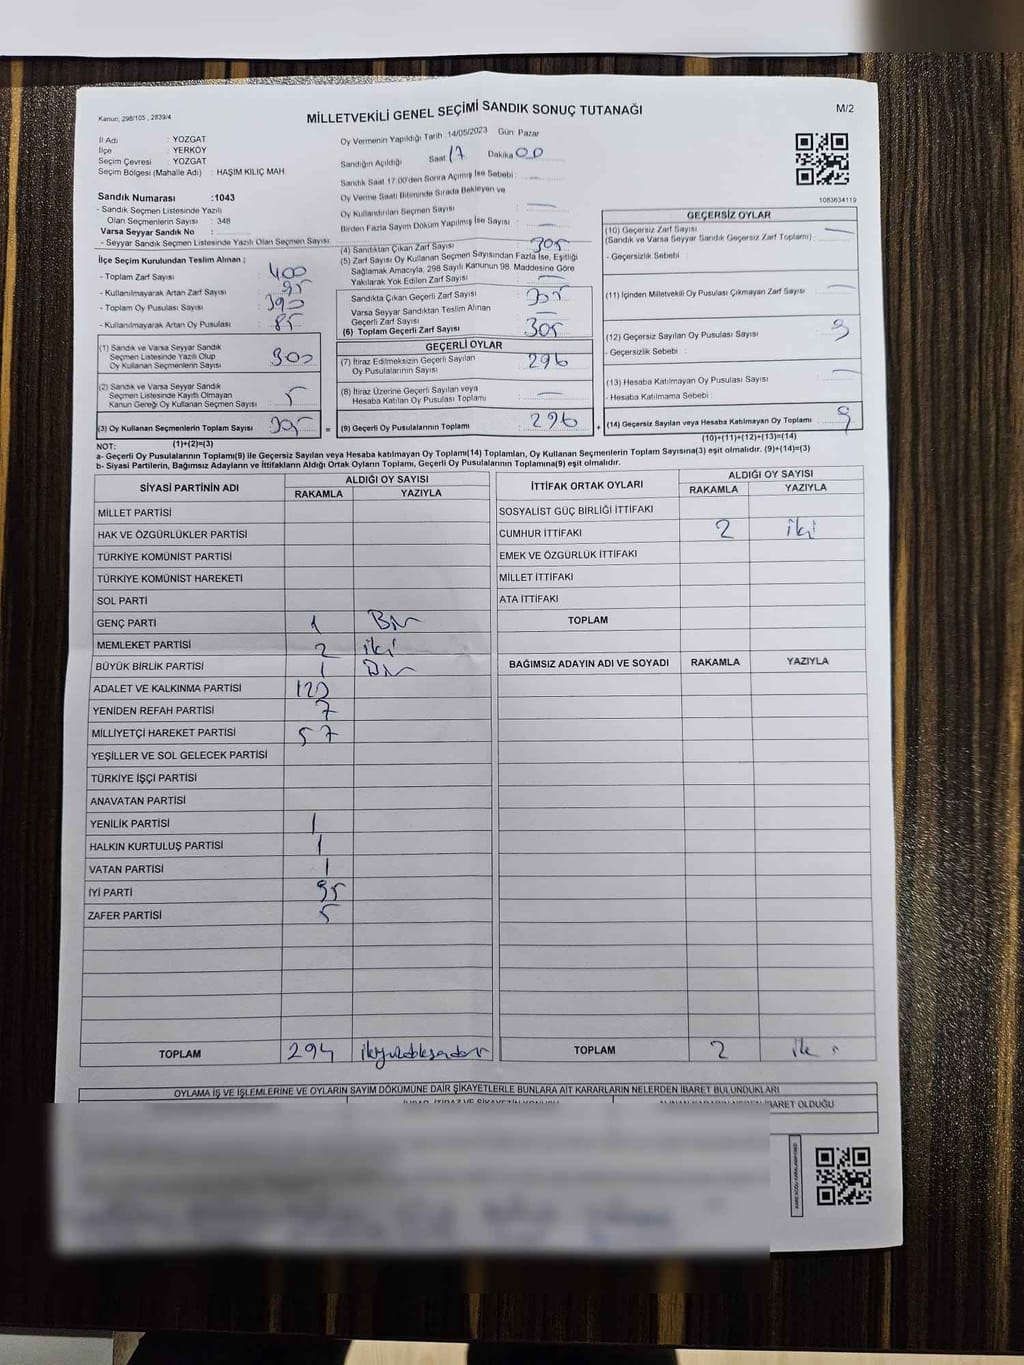 Kanun; 298/105 , 2839/4
MİLLETVEKİLİ GENEL SEÇİMİ SANDIK SONUÇ TUTANAĞI
M/2
İl Adı : YOZGAT
İlçe : YERKÖY
Seçim Çevresi : YOZGAT
Seçim Bölgesi (Mahalle Adı) : HAŞIM KILIÇ MAH.
Oy Vermenin Yapıldığı Tarih : 14/05/2023 Gün: Pazar
Sandığın Açıldığı Saat 17 Dakika 00
Sandık Saat 17:00'den Sonra Açılmış İse Sebebi :
Oy Verme Saati Bitiminde Sırada Bekleyen ve
Oy Kullandırılan Seçmen Sayısı : —
Birden Fazla Sayım Döküm Yapılmış İse Sayısı : —
1083634119
Sandık Numarası :1043
- Sandık Seçmen Listesinde Yazılı
Olan Seçmenlerin Sayısı : 348
Varsa Seyyar Sandık No :
- Seyyar Sandık Seçmen Listesinde Yazılı Olan Seçmen Sayısı:
İlçe Seçim Kurulundan Teslim Alınan ;
- Toplam Zarf Sayısı : 400
- Kullanılmayarak Artan Zarf Sayısı : 95
- Toplam Oy Pusulası Sayısı : 390
- Kullanılmayarak Artan Oy Pusulası : 85
(1) Sandık ve Varsa Seyyar Sandık
Seçmen Listesinde Yazılı Olup
Oy Kullanan Seçmenlerin Sayısı : 300
(2) Sandık ve Varsa Seyyar Sandık
Seçmen Listesinde Kayıtlı Olmayan
Kanun Gereği Oy Kullanan Seçmen Sayısı : 5
(3) Oy Kullanan Seçmenlerin Toplam Sayısı : 305
(4) Sandıktan Çıkan Zarf Sayısı : 305
(5) Zarf Sayısı Oy Kullanan Seçmen Sayısından Fazla İse, Eşitliği
Sağlamak Amacıyla, 298 Sayılı Kanunun 98. Maddesine Göre
Yakılarak Yok Edilen Zarf Sayısı : —
Sandıkta Çıkan Geçerli Zarf Sayısı : 305
Varsa Seyyar Sandıktan Teslim Alınan
Geçerli Zarf Sayısı : —
(6) Toplam Geçerli Zarf Sayısı : 305
GEÇERLİ OYLAR
(7) İtiraz Edilmeksizin Geçerli Sayılan
Oy Pusulalarının Sayısı : 296
(8) İtiraz Üzerine Geçerli Sayılan veya
Hesaba Katılan Oy Pusulası Toplamı : —
= (9) Geçerli Oy Pusulalarının Toplamı : 296
GEÇERSİZ OYLAR
(10) Geçersiz Zarf Sayısı : —
(Sandık ve Varsa Seyyar Sandık Geçersiz Zarf Toplamı)
- Geçersizlik Sebebi :
(11) İçinden Milletvekili Oy Pusulası Çıkmayan Zarf Sayısı : —
(12) Geçersiz Sayılan Oy Pusulası Sayısı : 9
- Geçersizlik Sebebi :
(13) Hesaba Katılmayan Oy Pusulası Sayısı : —
- Hesaba Katılmama Sebebi :
+ (14) Geçersiz Sayılan veya Hesaba Katılmayan Oy Toplamı : 9
NOT: (1)+(2)=(3)
(10)+(11)+(12)+(13)=(14)
a- Geçerli Oy Pusulalarının Toplamı(9) ile Geçersiz Sayılan veya Hesaba katılmayan Oy Toplamı(14) Toplamları, Oy Kullanan Seçmenlerin Toplam Sayısına(3) eşit olmalıdır. (9)+(14)=(3)
b- Siyasi Partilerin, Bağımsız Adayların ve İttifakların Aldığı Ortak Oyların Toplamı, Geçerli Oy Pusulalarının Toplamına(9) eşit olmalıdır.
SİYASİ PARTİNİN ADI ALDIĞI OY SAYISI
RAKAMLA YAZIYLA
MİLLET PARTİSİ
HAK VE ÖZGÜRLÜKLER PARTİSİ
TÜRKİYE KOMÜNİST PARTİSİ
TÜRKİYE KOMÜNİST HAREKETİ
SOL PARTİ
GENÇ PARTİ 1 Bir
MEMLEKET PARTİSİ 2 iki
BÜYÜK BİRLİK PARTİSİ 1 Bir
ADALET VE KALKINMA PARTİSİ 120
YENİDEN REFAH PARTİSİ 7
MİLLİYETÇİ HAREKET PARTİSİ 57
YEŞİLLER VE SOL GELECEK PARTİSİ
TÜRKİYE İŞÇİ PARTİSİ
ANAVATAN PARTİSİ
YENİLİK PARTİSİ 1
HALKIN KURTULUŞ PARTİSİ 1
VATAN PARTİSİ 1
İYİ PARTİ 95
ZAFER PARTİSİ 5
TOPLAM 294
İTTİFAK ORTAK OYLARI ALDIĞI OY SAYISI
RAKAMLA YAZIYLA
SOSYALİST GÜÇ BİRLİĞİ İTTİFAKI
CUMHUR İTTİFAKI 2 iki
EMEK VE ÖZGÜRLÜK İTTİFAKI
MİLLET İTTİFAKI
ATA İTTİFAKI
TOPLAM
BAĞIMSIZ ADAYIN ADI VE SOYADI RAKAMLA YAZIYLA
TOPLAM 2
OYLAMA İŞ VE İŞLEMLERİNE VE OYLARIN SAYIM DÖKÜMÜNE DAİR ŞİKAYETLERLE BUNLARA AİT KARARLARIN NELERDEN İBARET BULUNDUKLARI
OLDUĞU